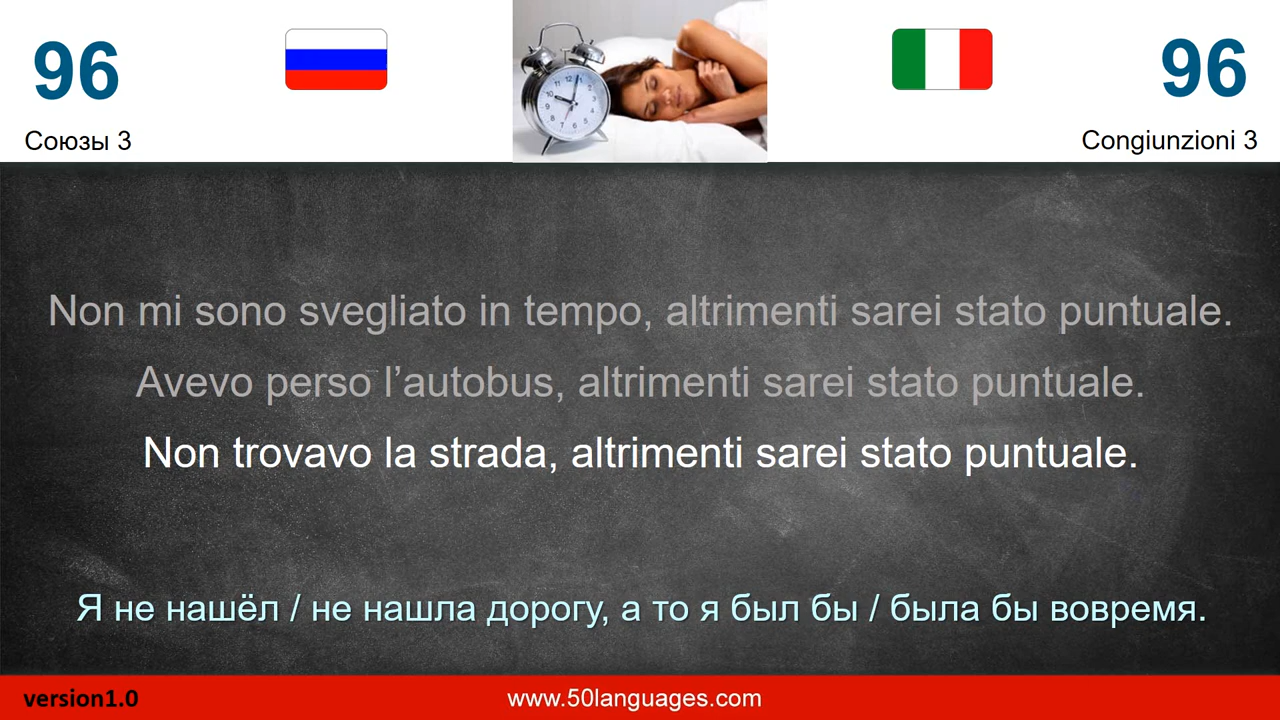 96
96
Союзы 3
Congiunzioni 3
Non mi sono svegliato in tempo, altrimenti sarei stato puntuale.
Avevo perso l’autobus, altrimenti sarei stato puntuale.
Non trovavo la strada, altrimenti sarei stato puntuale.
Я не нашёл / не нашла дорогу, а то я был бы / была бы вовремя.
version1.0
www.50languages.com